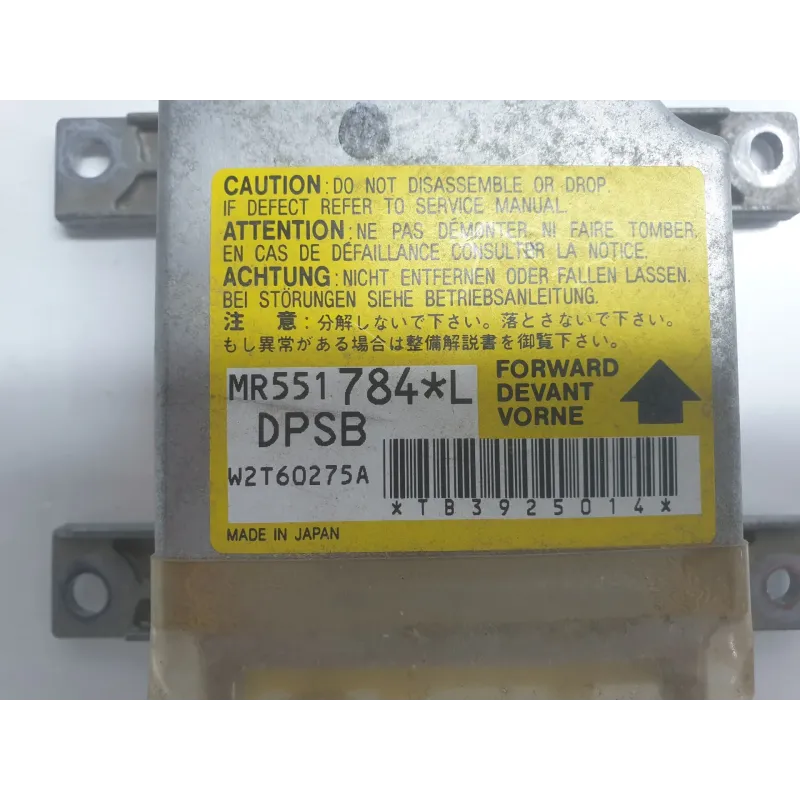 CAUTION: DO NOT DISASSEMBLE OR DROP.
IF DEFECT REFER TO SERVICE MANUAL.
ATTENTION: NE PAS DÉMONTER, NI FAIRE TOMBER.
EN CAS DE DÉFAILLANCE CONSULTOR LA NOTICE.
ACHTUNG: NICHT ENTFERNEN ODER FALLEN LASSEN.
BEI STÖRUNGEN SIEHE BETRIEBSANLEITUNG.
注 意: 分解しないで下さい。落とさないで下さい。
もし異常がある場合は整備解説書を御覧下さい。
MR551784*L
DPSB
W2T60275A
FORWARD
DEVANT
VORNE
*TB3925014*
MADE IN JAPAN